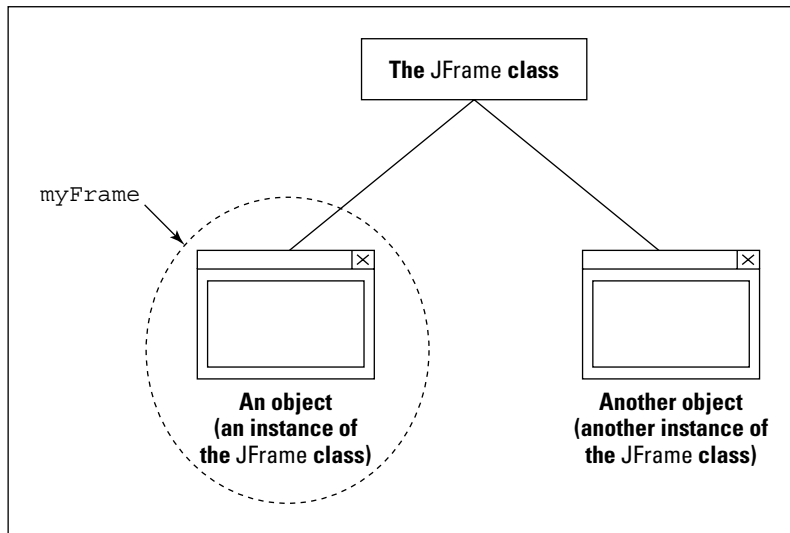 The JFrame class
myFrame
An object
(an instance of
the JFrame class)
Another object
(another instance of
the JFrame class)